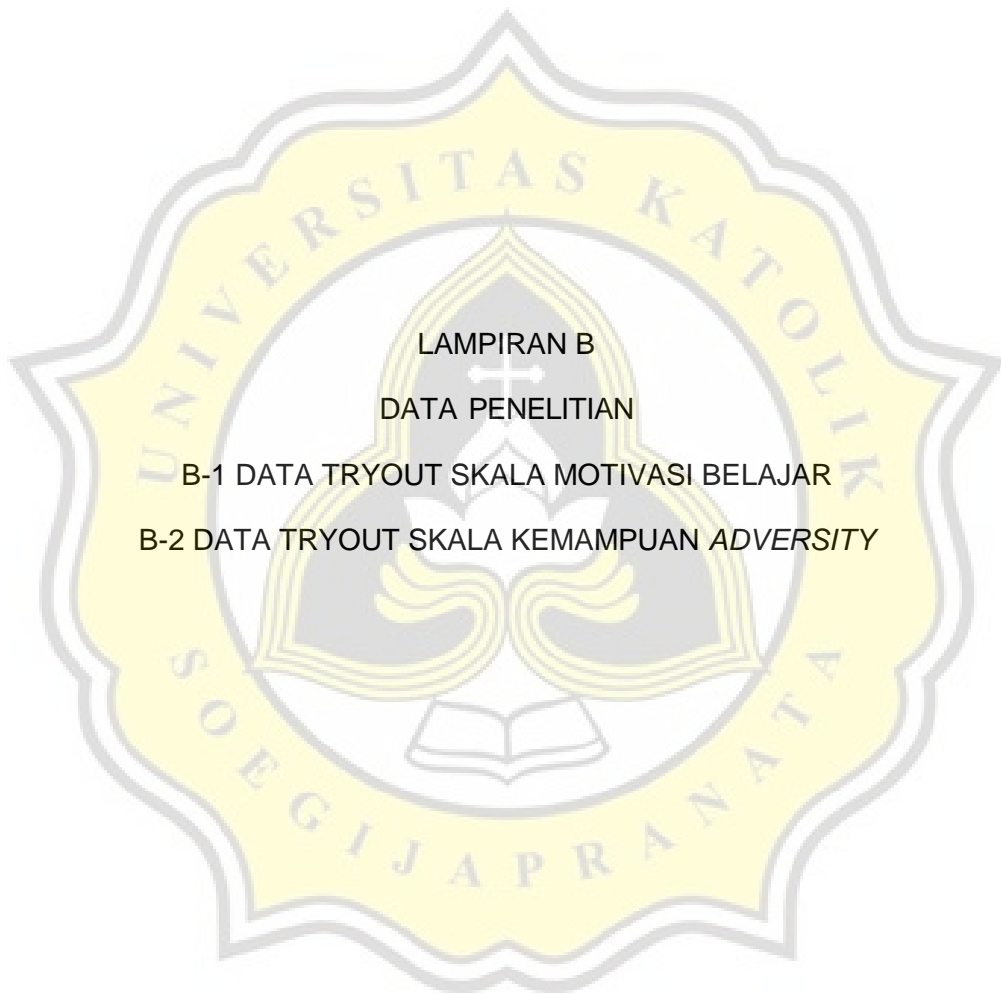 UNIVERSITAS KATOLIK
LAMPIRAN B
DATA PENELITIAN
B-1 DATA TRYOUT SKALA MOTIVASI BELAJAR
B-2 DATA TRYOUT SKALA KEMAMPUAN ADVERSITY
SOEGIJAPRANATA